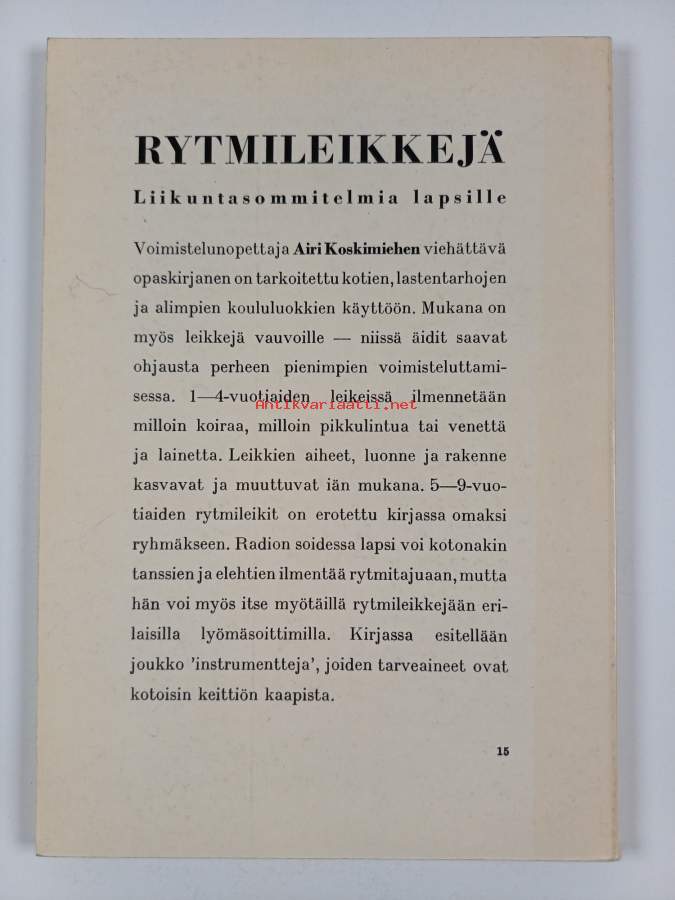 RYTMILEIKKEJÄ
Liikuntasommitelmia lapsille
Voimistelunopettaja Airi Koskimiehen viehättävä
opaskirjanen on tarkoitettu kotien, lastentarhojen
ja alimpien koululuokkien käyttöön. Mukana on
myös leikkejä vauvoille — niissä äidit saavat
ohjausta perheen pienimpien voimisteluttami-
sessa. 1—4-vuotiaiden leikeissä ilmennetään
Antikvariaatti.net
milloin koiraa, milloin pikkulintua tai venettä
ja lainetta. Leikkien aiheet, luonne ja rakenne
kasvavat ja muuttuvat iän mukana. 5—9-vuo-
tiaiden rytmileikit on erotettu kirjassa omaksi
ryhmäkseen. Radion soidessa lapsi voi kotonakin
tanssien ja elehtien ilmentää rytmitajuaan, mutta
hän voi myös itse myötäillä rytmileikkejään eri-
laisilla lyömäsoittimilla. Kirjassa esitellään
joukko 'instrumentteja', joiden tarveaineet ovat
kotoisin keittiön kaapista.
15